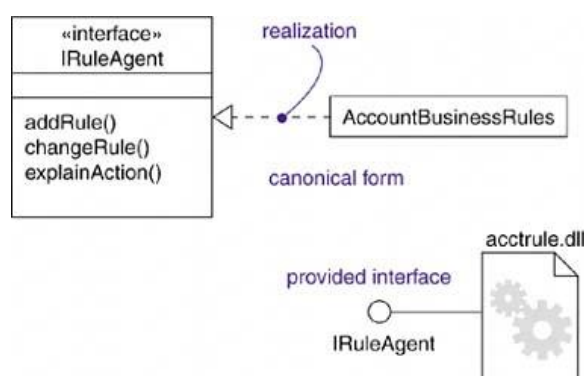 «interface»
IRuleAgent
addRule()
changeRule()
explainAction()
realization
AccountBusinessRules
canonical form
acctrule.dll
provided interface
IRuleAgent